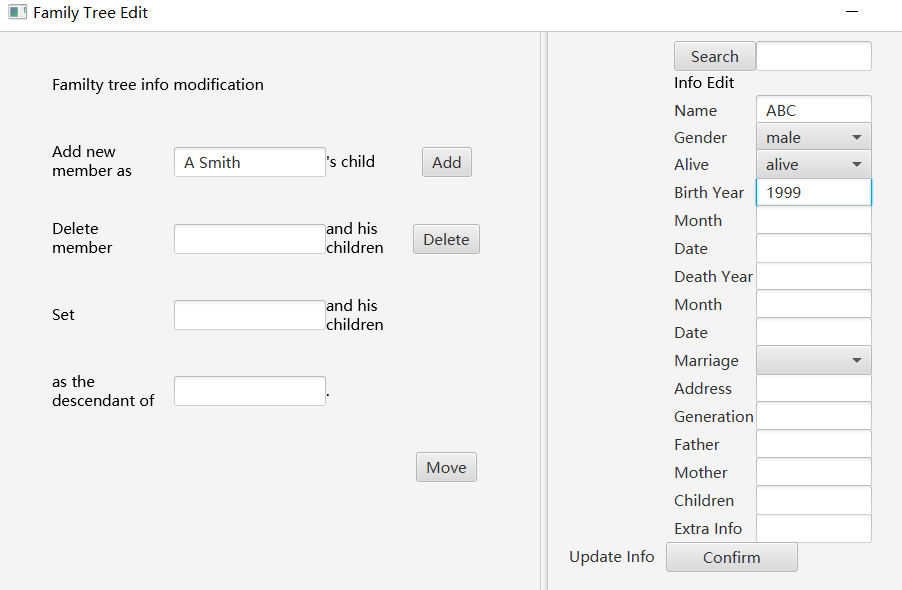 Family Tree Edit
Familty tree info modification
Add new
member as
A Smith
's child
Add
Delete
member
and his
children
Delete
Set
and his
children
as the
descendant of
.
Move
Search
Info Edit
Name ABC
Gender male
Alive alive
Birth Year 1999
Month
Date
Death Year
Month
Date
Marriage
Address
Generation
Father
Mother
Children
Extra Info
Update Info Confirm